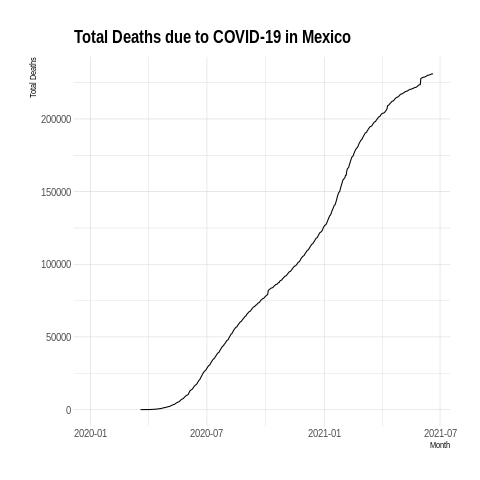 Total Deaths due to COVID-19 in Mexico
Total Deaths
200000
150000
100000
50000
0
2020-01 2020-07 2021-01 2021-07
Month